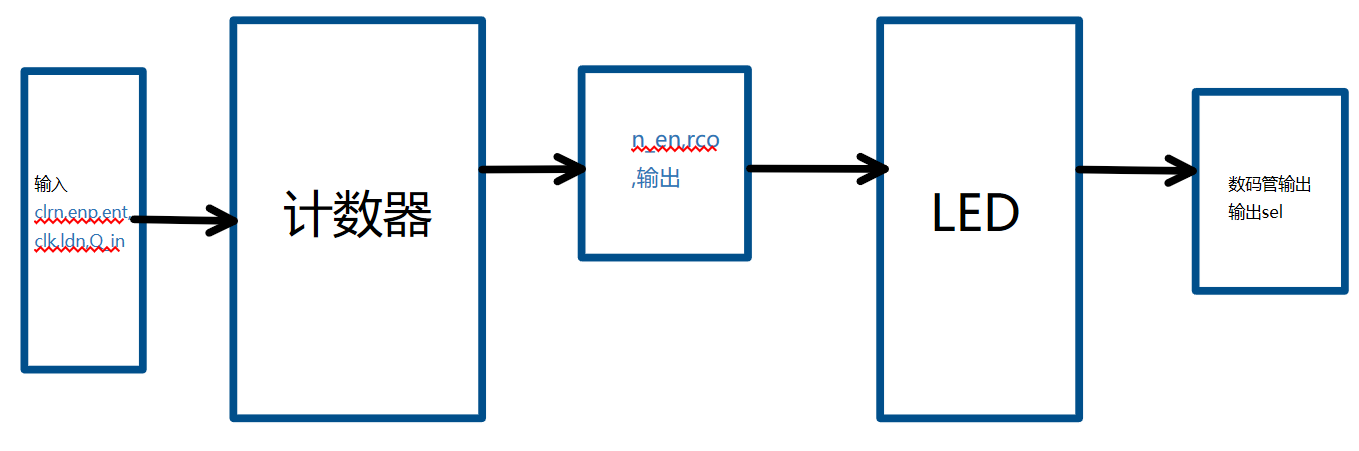 输入
clrn,enp,ent,
clk,ldn,Q_in
计数器
n_en,rco
,输出
LED
数码管输出
输出sel